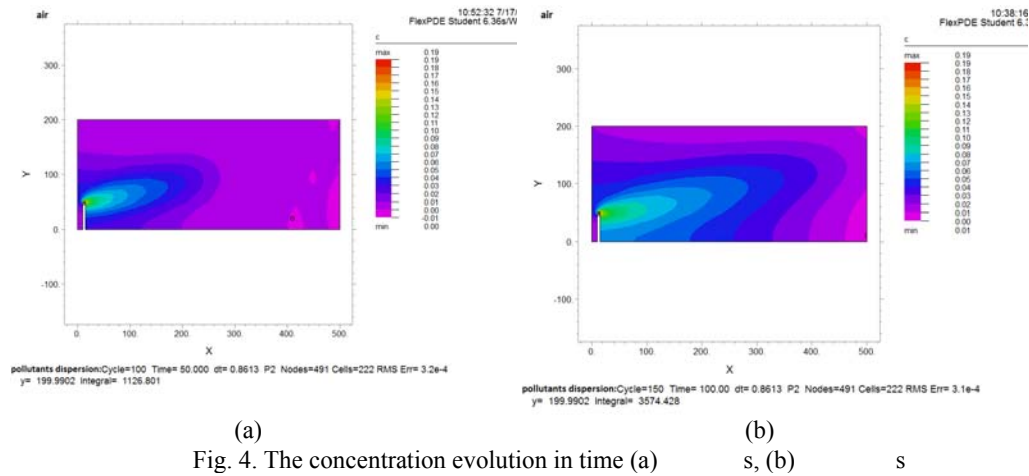 air
10:52:32 7/17/
FlexPDE Student 6.36s/W
c
max 0.19
0.19
0.18
0.17
0.16
0.15
0.14
0.13
0.12
0.11
0.10
0.09
0.08
0.07
0.06
0.05
0.04
0.03
0.02
0.01
0.00
-0.01
min 0.00
300.
200.
100.
0.
-100.
Y
0. 100. 200. 300. 400. 500.
X
o
pollutants dispersion:Cycle=100 Time= 50.000 dt= 0.8613 P2 Nodes=491 Cells=222 RMS Err= 3.2e-4
y= 199.9902 Integral= 1126.801
air
10:38:16
FlexPDE Student 6.3
c
max 0.19
0.19
0.18
0.17
0.16
0.15
0.14
0.13
0.12
0.11
0.10
0.09
0.08
0.07
0.06
0.05
0.04
0.03
0.02
0.01
0.00
min 0.01
300.
200.
100.
0.
-100.
Y
0. 100. 200. 300. 400. 500.
X
pollutants dispersion:Cycle=150 Time= 100.00 dt= 0.8613 P2 Nodes=491 Cells=222 RMS Err= 3.1e-4
y= 199.9902 Integral= 3574.428
(a) (b)
Fig. 4. The concentration evolution in time (a) s, (b) s